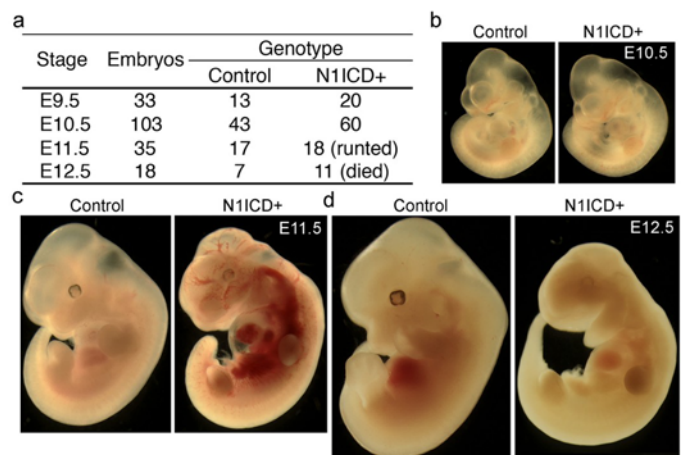 a
Stage Embryos Genotype
Control N1ICD+
E9.5 33 13 20
E10.5 103 43 60
E11.5 35 17 18 (runted)
E12.5 18 7 11 (died)
b
Control N1ICD+
E10.5
c
Control N1ICD+
E11.5
d
Control N1ICD+
E12.5